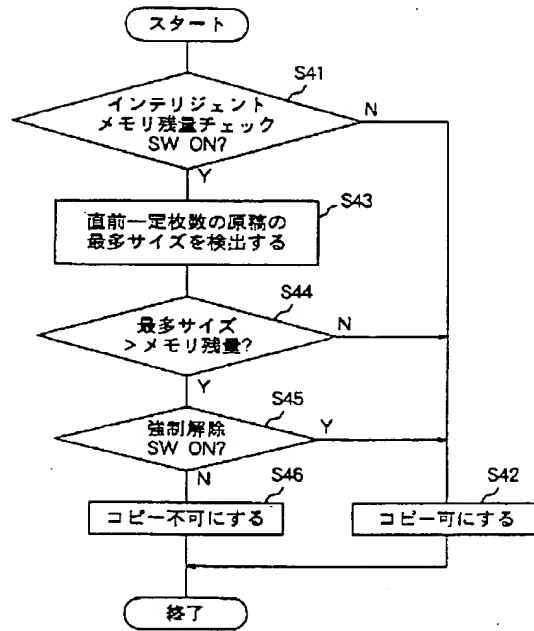 スタート
S41
インテリジェント
メモリ残量チェック
SW ON?
N
Y
S43
直前一定枚数の原稿の
最多サイズを検出する
S44
最多サイズ
>メモリ残量?
N
Y
S45
強制解除
SW ON?
Y
N
S46
コピー不可にする
S42
コピー可にする
終了